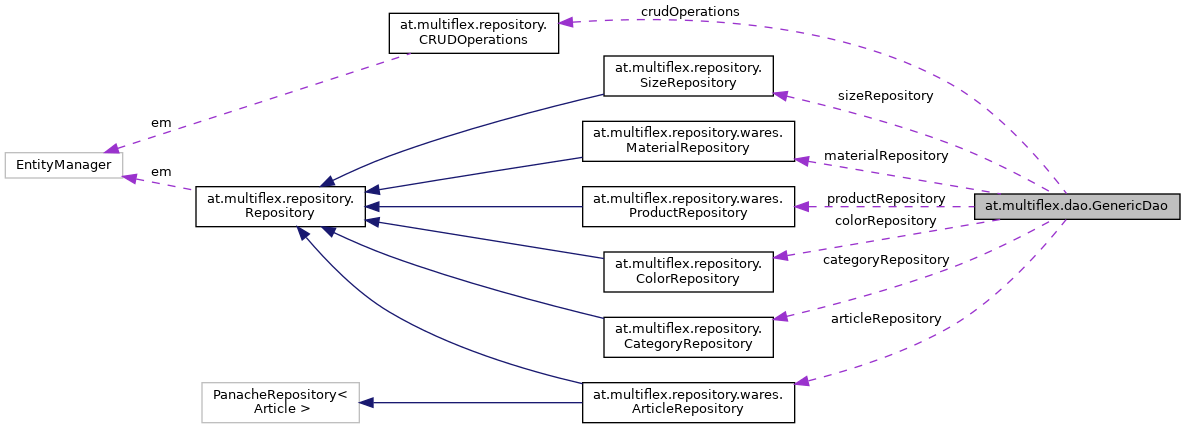 crudOperations
at.multiflex.repository.
CRUDOperations
at.multiflex.repository.
SizeRepository
sizeRepository
em
at.multiflex.repository.wares.
MaterialRepository
materialRepository
EntityManager
em
at.multiflex.repository.
Repository
at.multiflex.repository.wares.
ProductRepository
productRepository
at.multiflex.dao.GenericDao
colorRepository
at.multiflex.repository.
ColorRepository
categoryRepository
at.multiflex.repository.
CategoryRepository
articleRepository
PanacheRepository<
Article >
at.multiflex.repository.wares.
ArticleRepository